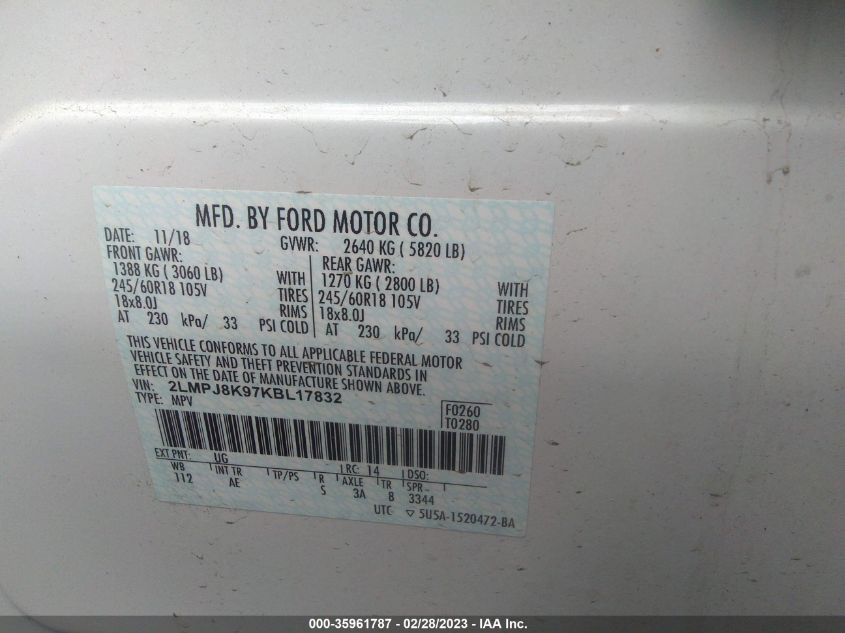 MFD. BY FORD MOTOR CO.
DATE: 11/18 GVWR: 2640 KG ( 5820 LB)
FRONT GAWR: REAR GAWR:
1388 KG ( 3060 LB) WITH 1270 KG ( 2800 LB) WITH
245/60R18 105V TIRES 245/60R18 105V TIRES
18x8.0J RIMS 18x8.0J RIMS
AT 230 kPa/ 33 PSI COLD AT 230 kPa/ 33 PSI COLD
THIS VEHICLE CONFORMS TO ALL APPLICABLE FEDERAL MOTOR
VEHICLE SAFETY AND THEFT PREVENTION STANDARDS IN
EFFECT ON THE DATE OF MANUFACTURE SHOWN ABOVE.
VIN: 2LMPJ8K97KBL17832
TYPE: MPV
F0260
T0280
EXT PNT: UG RC: 14 DSO:
WB INT TR TP/PS R AXLE TR SPR
112 AE S 3A 8 3344
UTC ▽ 5U5A-1520472-BA
000-35961787 - 02/28/2023 - IAA Inc.